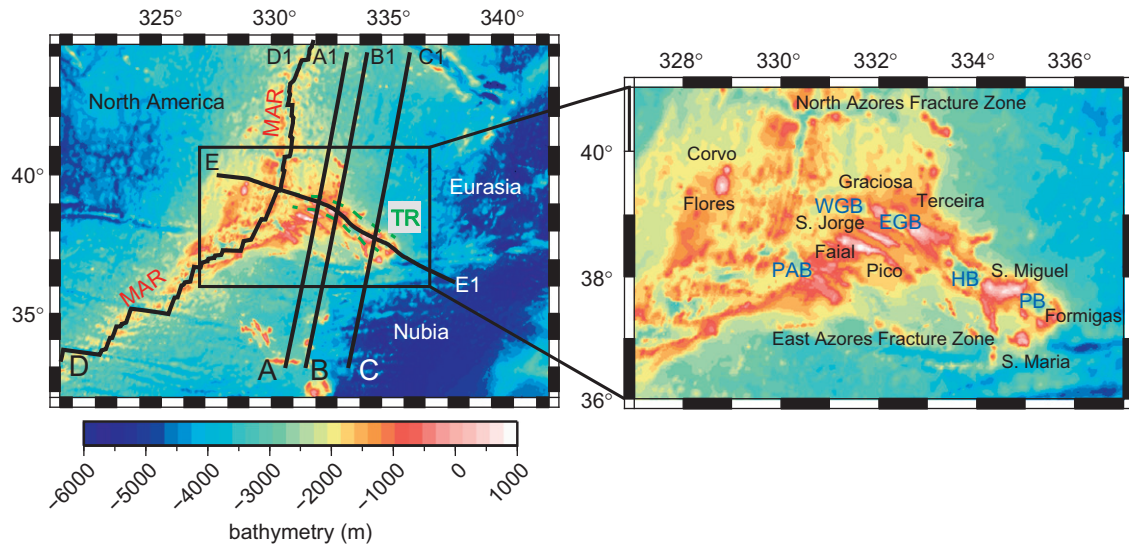 325° 330° 335° 340°
D1 A1 B1 C1
North America
MAR
40°
E
Eurasia
TR
MAR
E1
35°
Nubia
D
A B C
-6000 -5000 -4000 -3000 -2000 -1000 0 1000
bathymetry (m)
328° 330° 332° 334° 336°
North Azores Fracture Zone
40°
Corvo
Graciosa
Flores
WGB
Terceira
S. Jorge
EGB
Faial
38°
PAB
Pico
HB
S. Miguel
PB
Formigas
East Azores Fracture Zone
S. Maria
36°